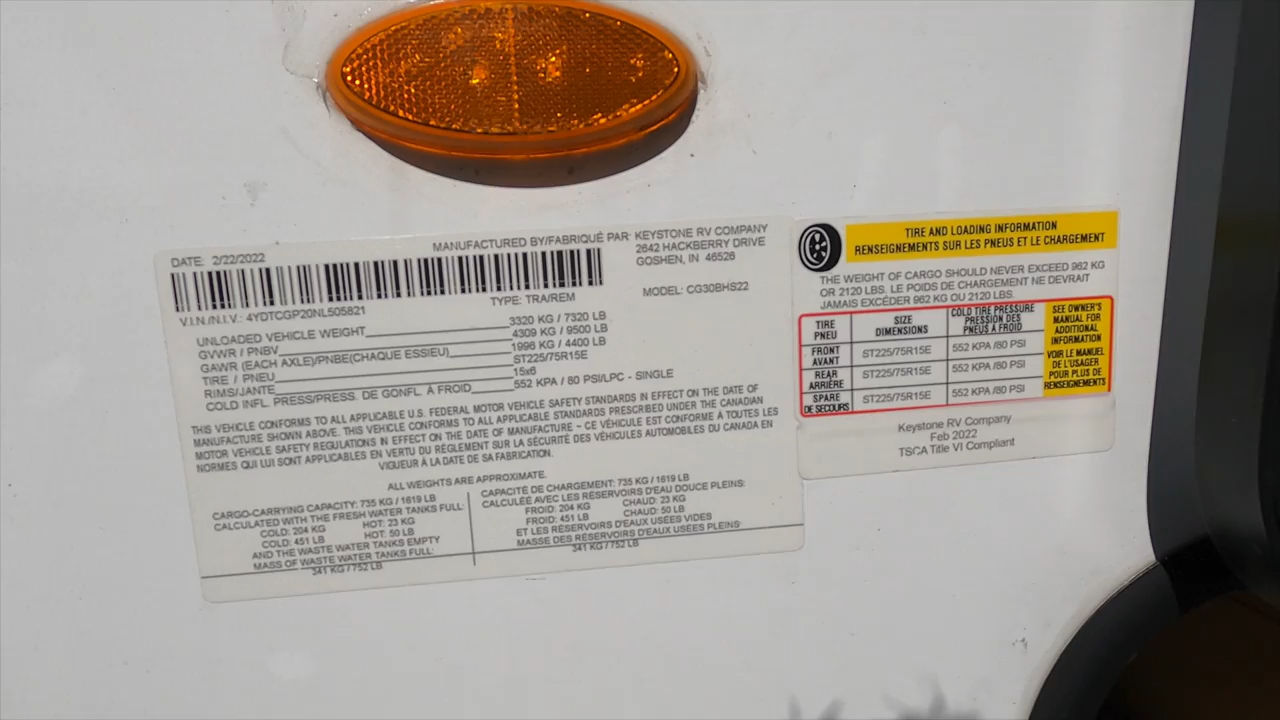 DATE: 2/22/2022
MANUFACTURED BY/FABRIQUÉ PAR: KEYSTONE RV COMPANY
2642 HACKBERRY DRIVE
GOSHEN, IN 46526
TYPE: TRA/REM
MODEL: CG30BHS22
V.I.N./N.I.V.: 4YDTCGP20NL505821
UNLOADED VEHICLE WEIGHT 3320 KG / 7320 LB
GVWR / PNBV 4309 KG / 9500 LB
GAWR (EACH AXLE)/PNBE(CHAQUE ESSIEU) 1996 KG / 4400 LB
TIRE / PNEU ST225/75R15E
RIMS/JANTE 15x6
COLD INFL. PRESS/PRESS. DE GONFL. À FROID 552 KPA / 80 PSI/LPC - SINGLE
THIS VEHICLE CONFORMS TO ALL APPLICABLE U.S. FEDERAL MOTOR VEHICLE SAFETY STANDARDS IN EFFECT ON THE DATE OF
MANUFACTURE SHOWN ABOVE. THIS VEHICLE CONFORMS TO ALL APPLICABLE STANDARDS PRESCRIBED UNDER THE CANADIAN
MOTOR VEHICLE SAFETY REGULATIONS IN EFFECT ON THE DATE OF MANUFACTURE – CE VÉHICULE EST CONFORME À TOUTES LES
NORMES QUI LUI SONT APPLICABLES EN VERTU DU RÈGLEMENT SUR LA SÉCURITÉ DES VÉHICULES AUTOMOBILES DU CANADA EN
VIGUEUR À LA DATE DE SA FABRICATION.
ALL WEIGHTS ARE APPROXIMATE.
CARGO-CARRYING CAPACITY: 735 KG / 1619 LB
CALCULATED WITH THE FRESH WATER TANKS FULL:
COLD: 204 KG HOT: 23 KG
COLD: 451 LB HOT: 50 LB
AND THE WASTE WATER TANKS EMPTY
MASS OF WASTE WATER TANKS FULL:
341 KG / 752 LB
CAPACITÉ DE CHARGEMENT: 735 KG / 1619 LB
CALCULÉE AVEC LES RÉSERVOIRS D'EAU DOUCE PLEINS:
FROID: 204 KG CHAUD: 23 KG
FROID: 451 LB CHAUD: 50 LB
ET LES RÉSERVOIRS D'EAUX USÉES VIDES
MASSE DES RÉSERVOIRS D'EAUX USÉES PLEINS:
341 KG / 752 LB
TIRE AND LOADING INFORMATION
RENSEIGNEMENTS SUR LES PNEUS ET LE CHARGEMENT
THE WEIGHT OF CARGO SHOULD NEVER EXCEED 962 KG
OR 2120 LBS. LE POIDS DE CHARGEMENT NE DEVRAIT
JAMAIS EXCÉDER 962 KG OU 2120 LBS.
TIRE
PNEU
SIZE
DIMENSIONS
COLD TIRE PRESSURE
PRESSION DES
PNEUS À FROID
FRONT
AVANT
ST225/75R15E
552 KPA /80 PSI
REAR
ARRIÈRE
ST225/75R15E
552 KPA /80 PSI
SPARE
DE SECOURS
ST225/75R15E
552 KPA /80 PSI
SEE OWNER'S
MANUAL FOR
ADDITIONAL
INFORMATION
VOIR LE MANUEL
DE L'USAGER
POUR PLUS DE
RENSEIGNEMENTS
Keystone RV Company
Feb 2022
TSCA Title VI Compliant